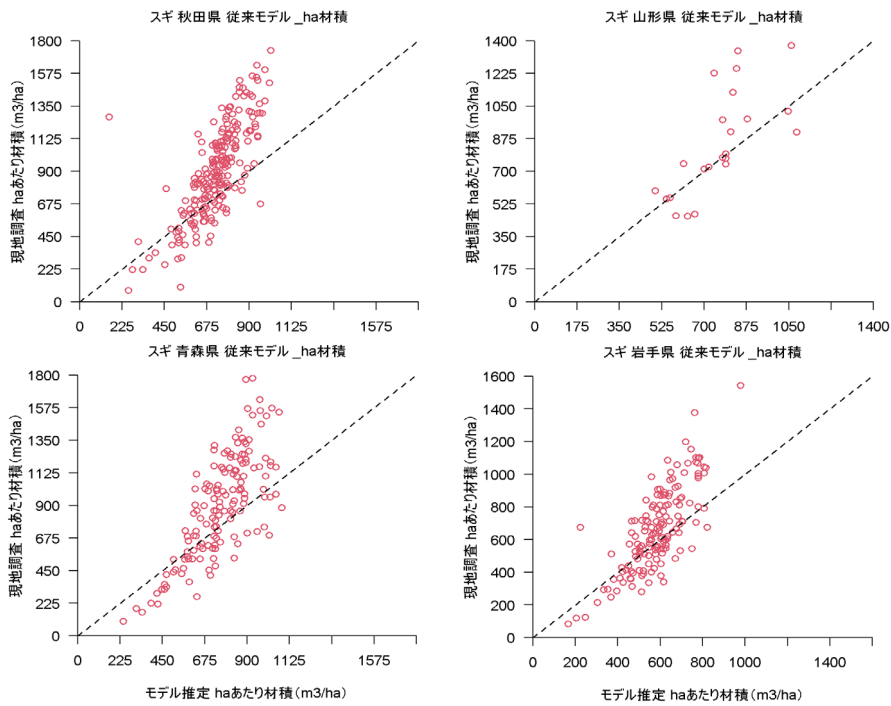 スギ 秋田県 従来モデル _ha材積
現地調査 haあたり材積（m3/ha）
1800
1575
1350
1125
900
675
450
225
0
0 225 450 675 900 1125 1575
スギ 山形県 従来モデル _ha材積
現地調査 haあたり材積（m3/ha）
1400
1225
1050
875
700
525
350
175
0
0 175 350 525 700 875 1050 1400
スギ 青森県 従来モデル _ha材積
現地調査 haあたり材積（m3/ha）
1800
1575
1350
1125
900
675
450
225
0
0 225 450 675 900 1125 1575
モデル推定 haあたり材積（m3/ha）
スギ 岩手県 従来モデル _ha材積
現地調査 haあたり材積（m3/ha）
1600
1400
1200
1000
800
600
400
200
0
0 200 400 600 800 1000 1400
モデル推定 haあたり材積（m3/ha）